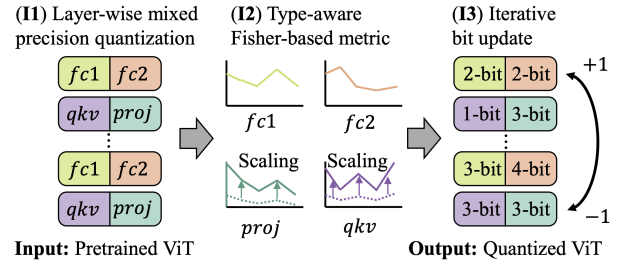 (I1) Layer-wise mixed
precision quantization
fc1 fc2
qkv proj
fc1 fc2
qkv proj
Input: Pretrained ViT
(I2) Type-aware
Fisher-based metric
fc1 fc2
Scaling Scaling
proj qkv
(I3) Iterative
bit update
2-bit 2-bit +1
1-bit 3-bit
3-bit 4-bit
3-bit 3-bit −1
Output: Quantized ViT